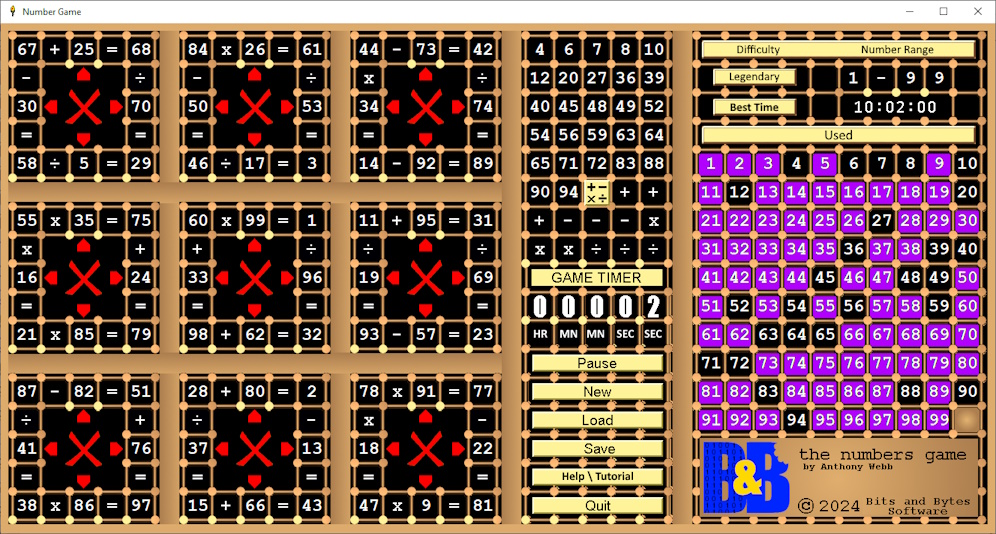 Number Game
67 + 25 = 68
- ÷
30 70
= =
58 ÷ 5 = 29
84 x 26 = 61
- ÷
50 53
= =
46 ÷ 17 = 3
44 - 73 = 42
x ÷
34 74
= =
14 - 92 = 89
55 x 35 = 75
x +
16 24
= =
21 x 85 = 79
60 x 99 = 1
+ ÷
33 96
= =
98 + 62 = 32
11 + 95 = 31
÷ ÷
19 69
= =
93 - 57 = 23
87 - 82 = 51
÷ +
41 76
= =
38 x 86 = 97
28 + 80 = 2
÷ -
37 13
= =
15 + 66 = 43
78 x 91 = 77
x -
18 22
= =
47 x 9 = 81
4 6 7 8 10
12 20 27 36 39
40 45 48 49 52
54 56 59 63 64
65 71 72 83 88
90 94 + - x ÷ + +
+ - - - x
x x ÷ ÷ ÷
GAME TIMER
0 0 0 0 2
HR MN MN SEC SEC
Pause
New
Load
Save
Help \ Tutorial
Quit
Difficulty Number Range
Legendary 1 - 9 9
Best Time 10:02:00
Used
1 2 3 4 5 6 7 8 9 10
11 12 13 14 15 16 17 18 19 20
21 22 23 24 25 26 27 28 29 30
31 32 33 34 35 36 37 38 39 40
41 42 43 44 45 46 47 48 49 50
51 52 53 54 55 56 57 58 59 60
61 62 63 64 65 66 67 68 69 70
71 72 73 74 75 76 77 78 79 80
81 82 83 84 85 86 87 88 89 90
91 92 93 94 95 96 97 98 99
B&B
the numbers game
by Anthony Webb
© 2024 Bits and Bytes
Software